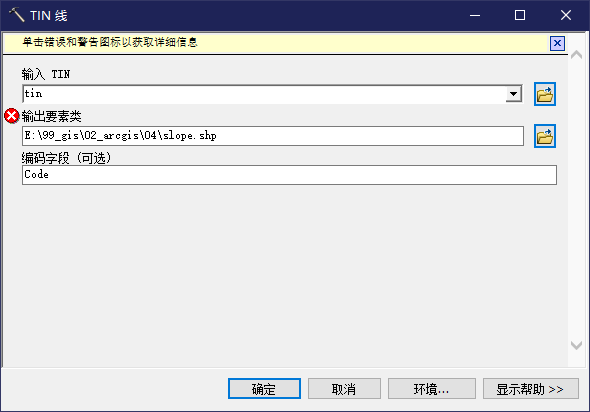 TIN 线
单击错误和警告图标以获取详细信息
输入 TIN
tin
输出要素类
E:\99_gis\02_arcgis\04\slope.shp
编码字段 (可选)
Code
确定
取消
环境...
显示帮助 >>